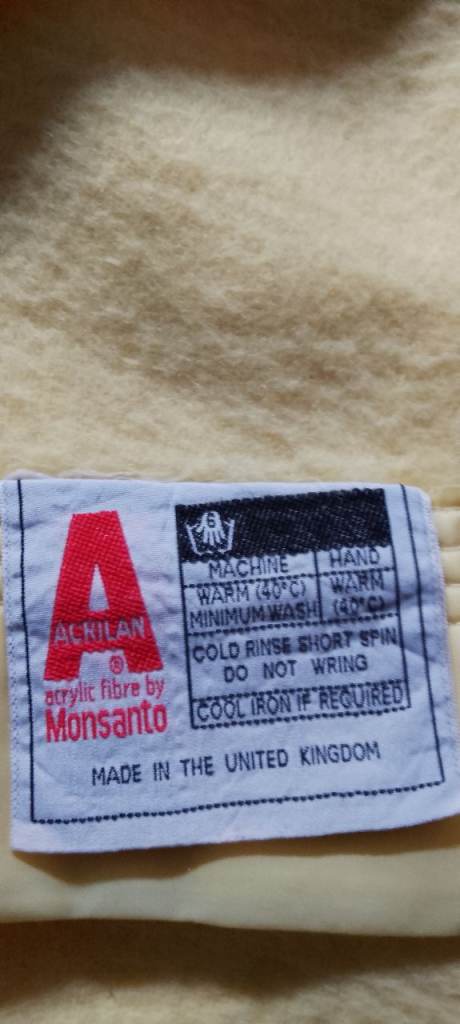 A
ACRILAN
®
acrylic fibre by
Monsanto
6
MACHINE HAND
WARM (40°C) WARM
MINIMUM WASH (40°C)
COLD RINSE SHORT SPIN
DO NOT WRING
COOL IRON IF REQUIRED
MADE IN THE UNITED KINGDOM